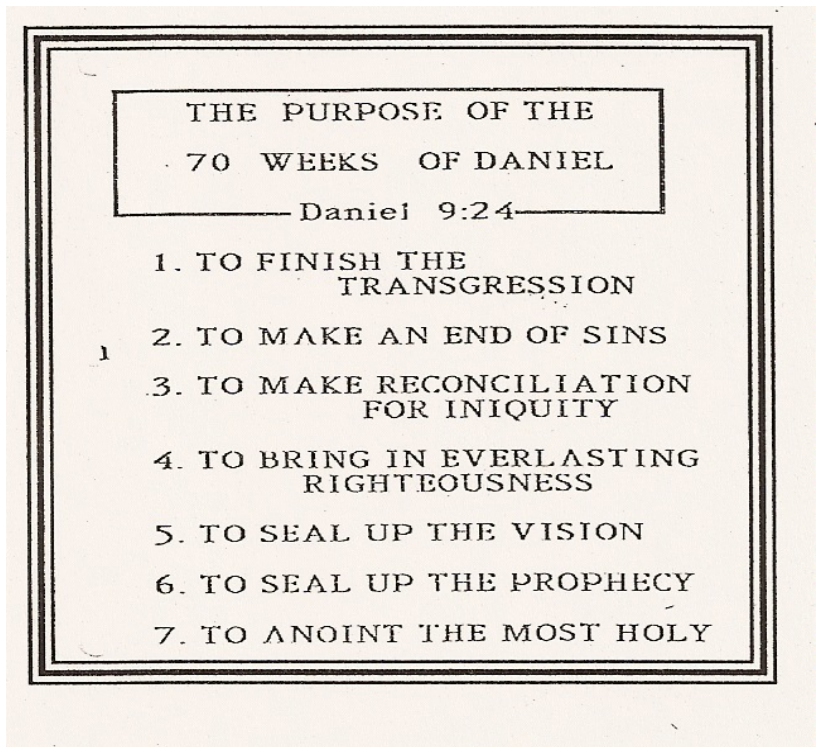 THE PURPOSE OF THE
70 WEEKS OF DANIEL
Daniel 9:24
1. TO FINISH THE
TRANSGRESSION
2. TO MAKE AN END OF SINS
3. TO MAKE RECONCILIATION
FOR INIQUITY
4. TO BRING IN EVERLASTING
RIGHTEOUSNESS
5. TO SEAL UP THE VISION
6. TO SEAL UP THE PROPHECY
7. TO ANOINT THE MOST HOLY